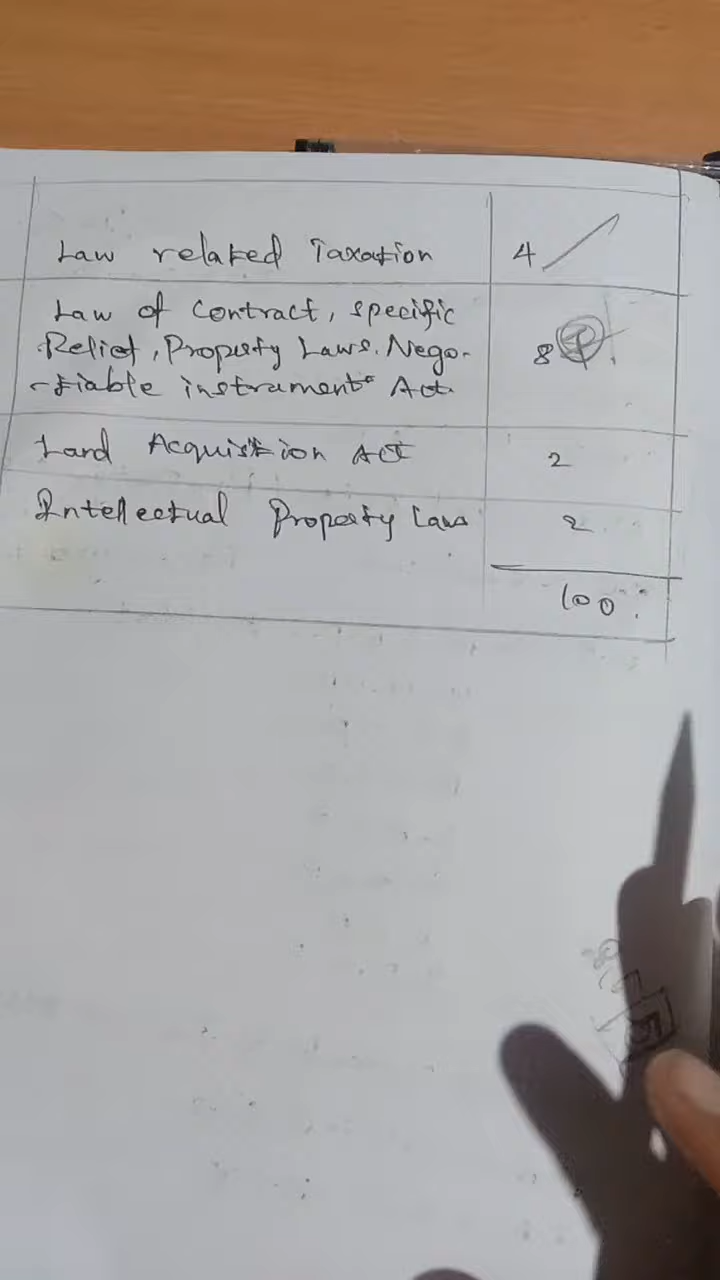 Law related Taxation 4
Law of Contract, specific
Relief, Property Laws. Nego-
-tiable instruments Act. 8
Land Acquisition Act 2
Intellectual Property Laws 2
100